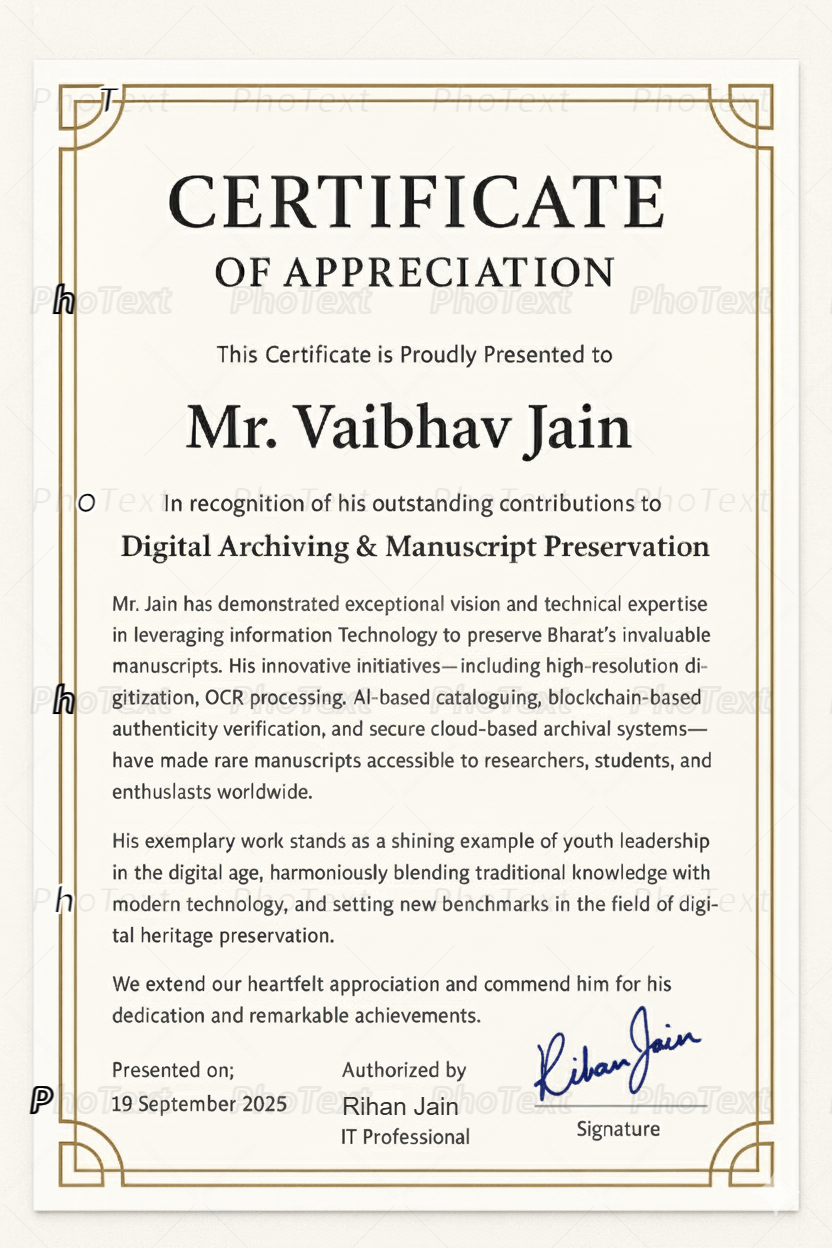 CERTIFICATE
OF APPRECIATION
This Certificate is Proudly Presented to
Mr. Vaibhav Jain
In recognition of his outstanding contributions to
Digital Archiving & Manuscript Preservation
Mr. Jain has demonstrated exceptional vision and technical expertise
in leveraging information Technology to preserve Bharat’s invaluable
manuscripts. His innovative initiatives—including high-resolution di-
gitization, OCR processing. AI-based cataloguing, blockchain-based
authenticity verification, and secure cloud-based archival systems—
have made rare manuscripts accessible to researchers, students, and
enthuslasts worldwide.
His exemplary work stands as a shining example of youth leadership
in the digital age, harmoniously blending traditional knowledge with
modern technology, and setting new benchmarks in the field of digi-
tal heritage preservation.
We extend our heartfelt approciation and commend him for his
dedication and remarkable achievements.
Presented on;
19 September 2025
Authorized by
Rihan Jain
IT Professional
Rihan Jain
Signature
PhoText PhoText PhoText PhoText
PhoText PhoText PhoText PhoText
PhoText PhoText PhoText PhoText
PhoText PhoText PhoText PhoText
PhoText PhoText PhoText PhoText
PhoText PhoText PhoText PhoText